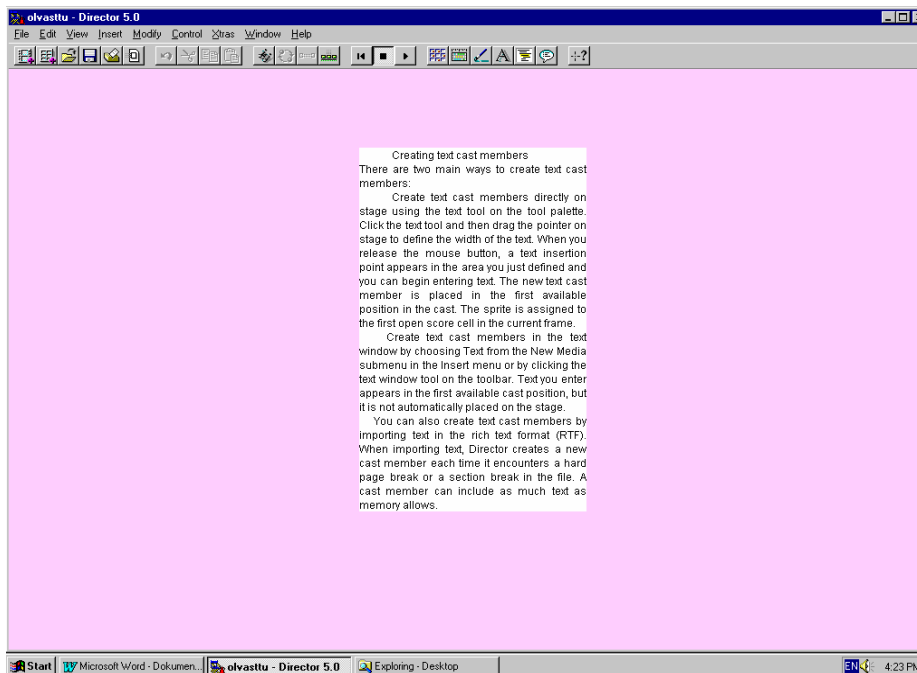 olvasttu - Director 5.0
File Edit View Insert Modify Control Xtras Window Help
Creating text cast members
There are two main ways to create text cast
members:
Create text cast members directly on
stage using the text tool on the tool palette.
Click the text tool and then drag the pointer on
stage to define the width of the text. When you
release the mouse button, a text insertion
point appears in the area you just defined and
you can begin entering text. The new text cast
member is placed in the first available
position in the cast. The sprite is assigned to
the first open score cell in the current frame.
Create text cast members in the text
window by choosing Text from the New Media
submenu in the Insert menu or by clicking the
text window tool on the toolbar. Text you enter
appears in the first available cast position, but
it is not automatically placed on the stage.
You can also create text cast members by
importing text in the rich text format (RTF).
When importing text, Director creates a new
cast member each time it encounters a hard
page break or a section break in the file. A
cast member can include as much text as
memory allows.
Start Microsoft Word - Dokumen... olvasttu - Director 5.0 Exploring - Desktop EN 4:23 PM